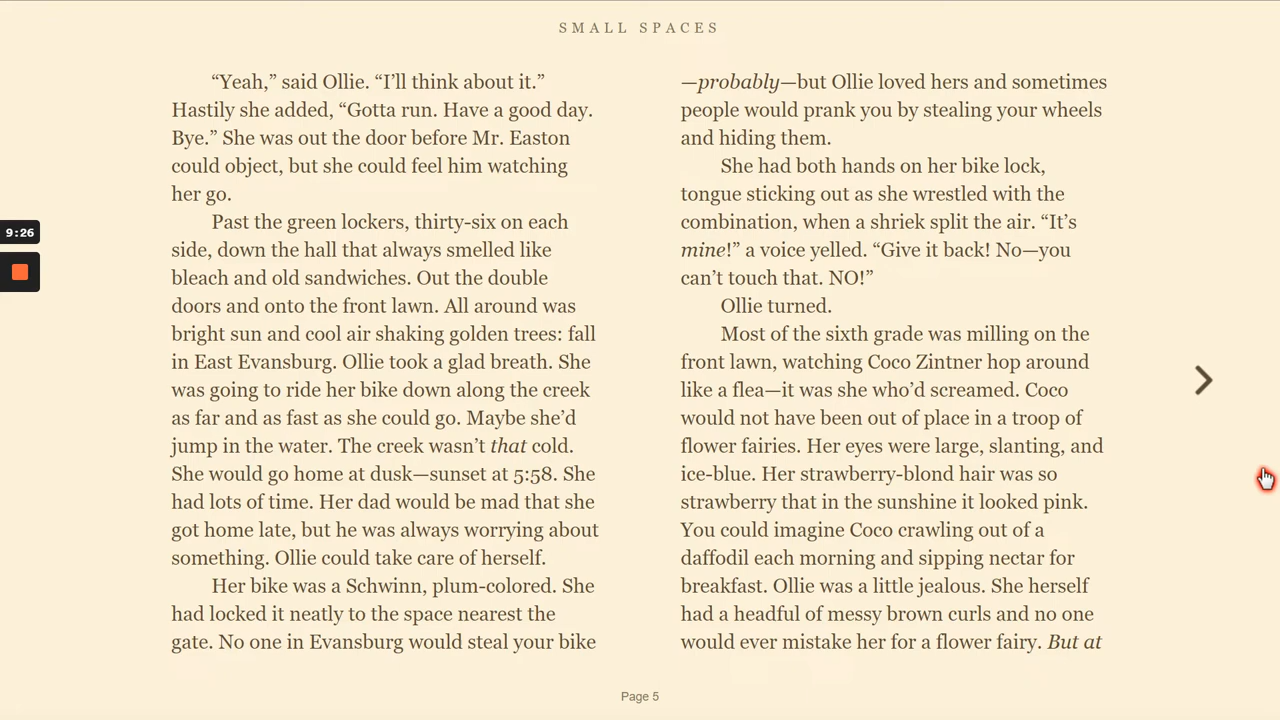 SMALL SPACES
“Yeah,” said Ollie. “I’ll think about it.”
Hastily she added, “Gotta run. Have a good day.
Bye.” She was out the door before Mr. Easton
could object, but she could feel him watching
her go.
Past the green lockers, thirty-six on each
side, down the hall that always smelled like
bleach and old sandwiches. Out the double
doors and onto the front lawn. All around was
bright sun and cool air shaking golden trees: fall
in East Evansburg. Ollie took a glad breath. She
was going to ride her bike down along the creek
as far and as fast as she could go. Maybe she’d
jump in the water. The creek wasn’t that cold.
She would go home at dusk—sunset at 5:58. She
had lots of time. Her dad would be mad that she
got home late, but he was always worrying about
something. Ollie could take care of herself.
Her bike was a Schwinn, plum-colored. She
had locked it neatly to the space nearest the
gate. No one in Evansburg would steal your bike
—probably—but Ollie loved hers and sometimes
people would prank you by stealing your wheels
and hiding them.
She had both hands on her bike lock,
tongue sticking out as she wrestled with the
combination, when a shriek split the air. “It’s
mine!” a voice yelled. “Give it back! No—you
can’t touch that. NO!”
Ollie turned.
Most of the sixth grade was milling on the
front lawn, watching Coco Zintner hop around
like a flea—it was she who’d screamed. Coco
would not have been out of place in a troop of
flower fairies. Her eyes were large, slanting, and
ice-blue. Her strawberry-blond hair was so
strawberry that in the sunshine it looked pink.
You could imagine Coco crawling out of a
daffodil each morning and sipping nectar for
breakfast. Ollie was a little jealous. She herself
had a headful of messy brown curls and no one
would ever mistake her for a flower fairy. But at
9:26
Page 5